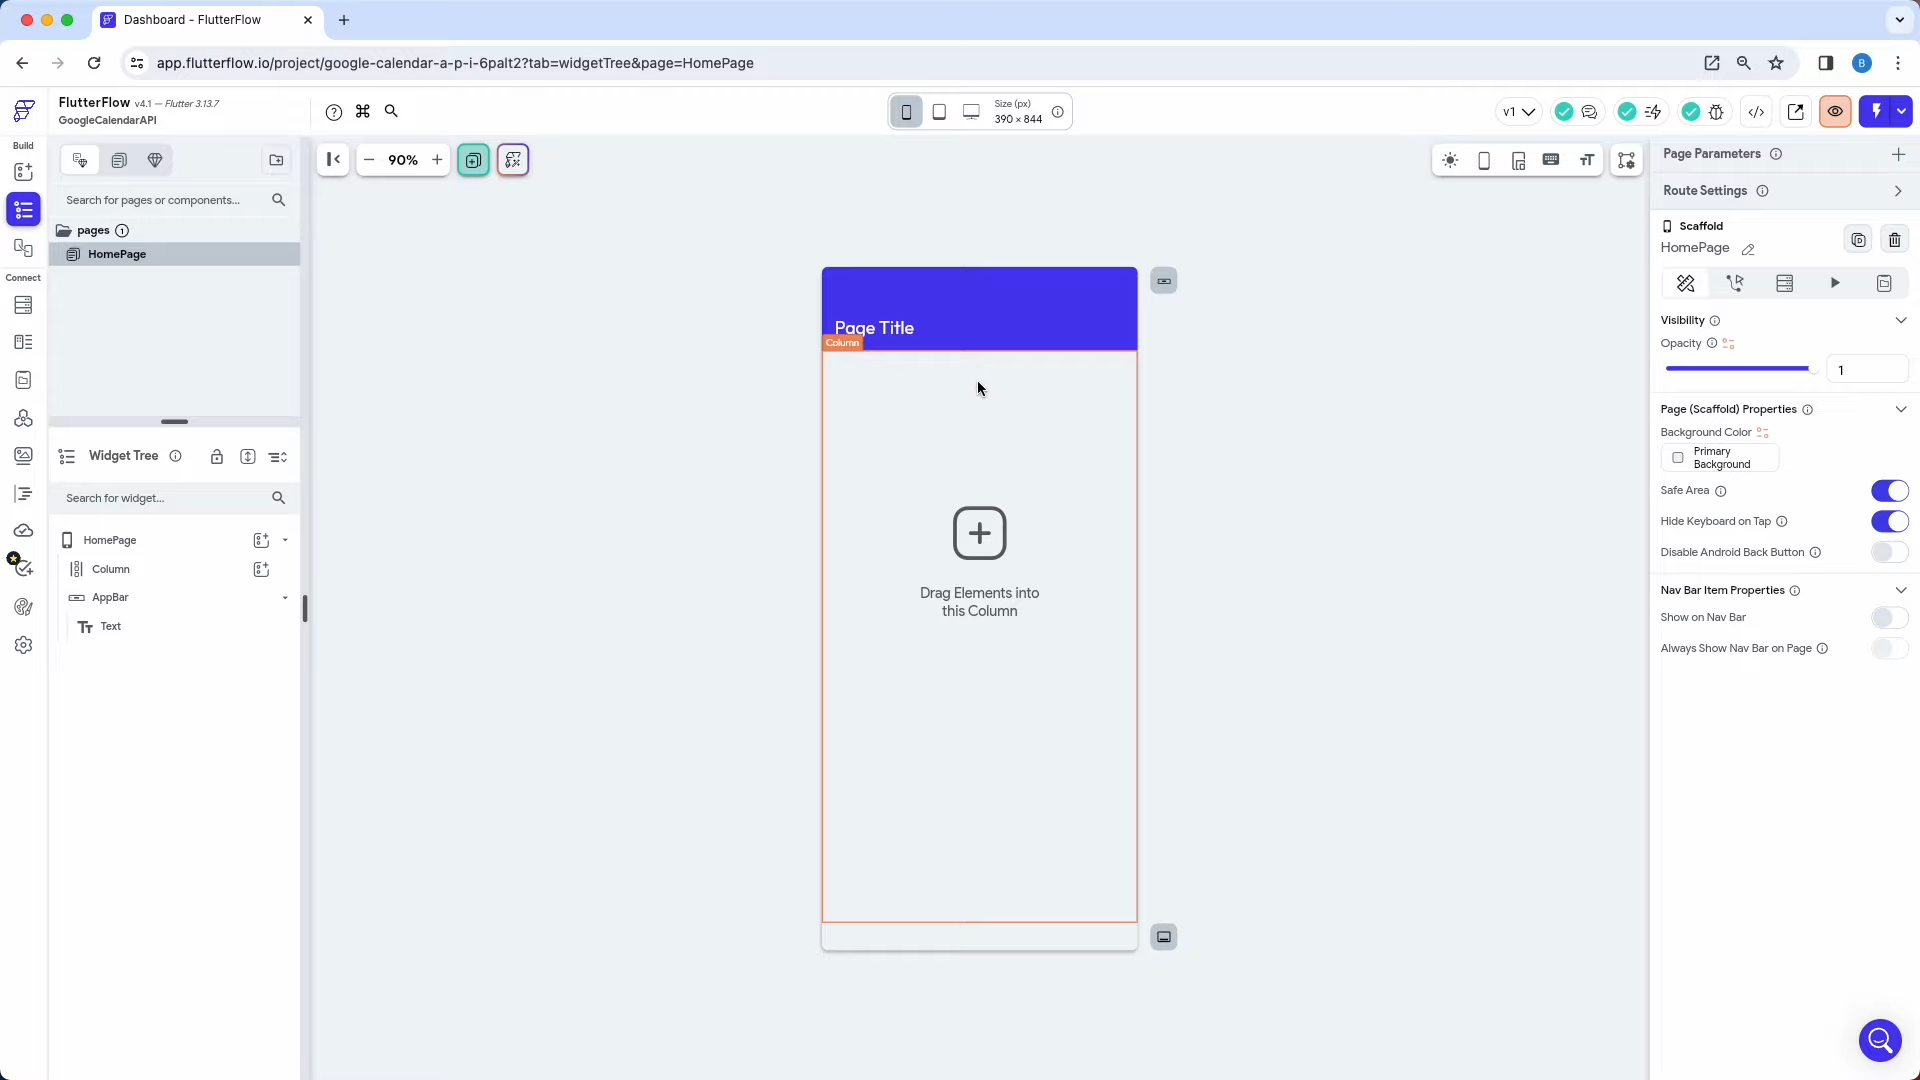 Dashboard - FlutterFlow
app.flutterflow.io/project/google-calendar-a-p-i-6palt2?tab=widgetTree&page=HomePage
B
FlutterFlow v4.1 — Flutter 3.13.7
GoogleCalendarAPI
Size (px)
390 × 844
v1
Build
Connect
90%
Search for pages or components...
pages 1
HomePage
Widget Tree
Search for widget...
HomePage
Column
AppBar
Text
Page Title
Column
Drag Elements into
this Column
Page Parameters
Route Settings
Scaffold
HomePage
Visibility
Opacity
1
Page (Scaffold) Properties
Background Color
Primary
Background
Safe Area
Hide Keyboard on Tap
Disable Android Back Button
Nav Bar Item Properties
Show on Nav Bar
Always Show Nav Bar on Page